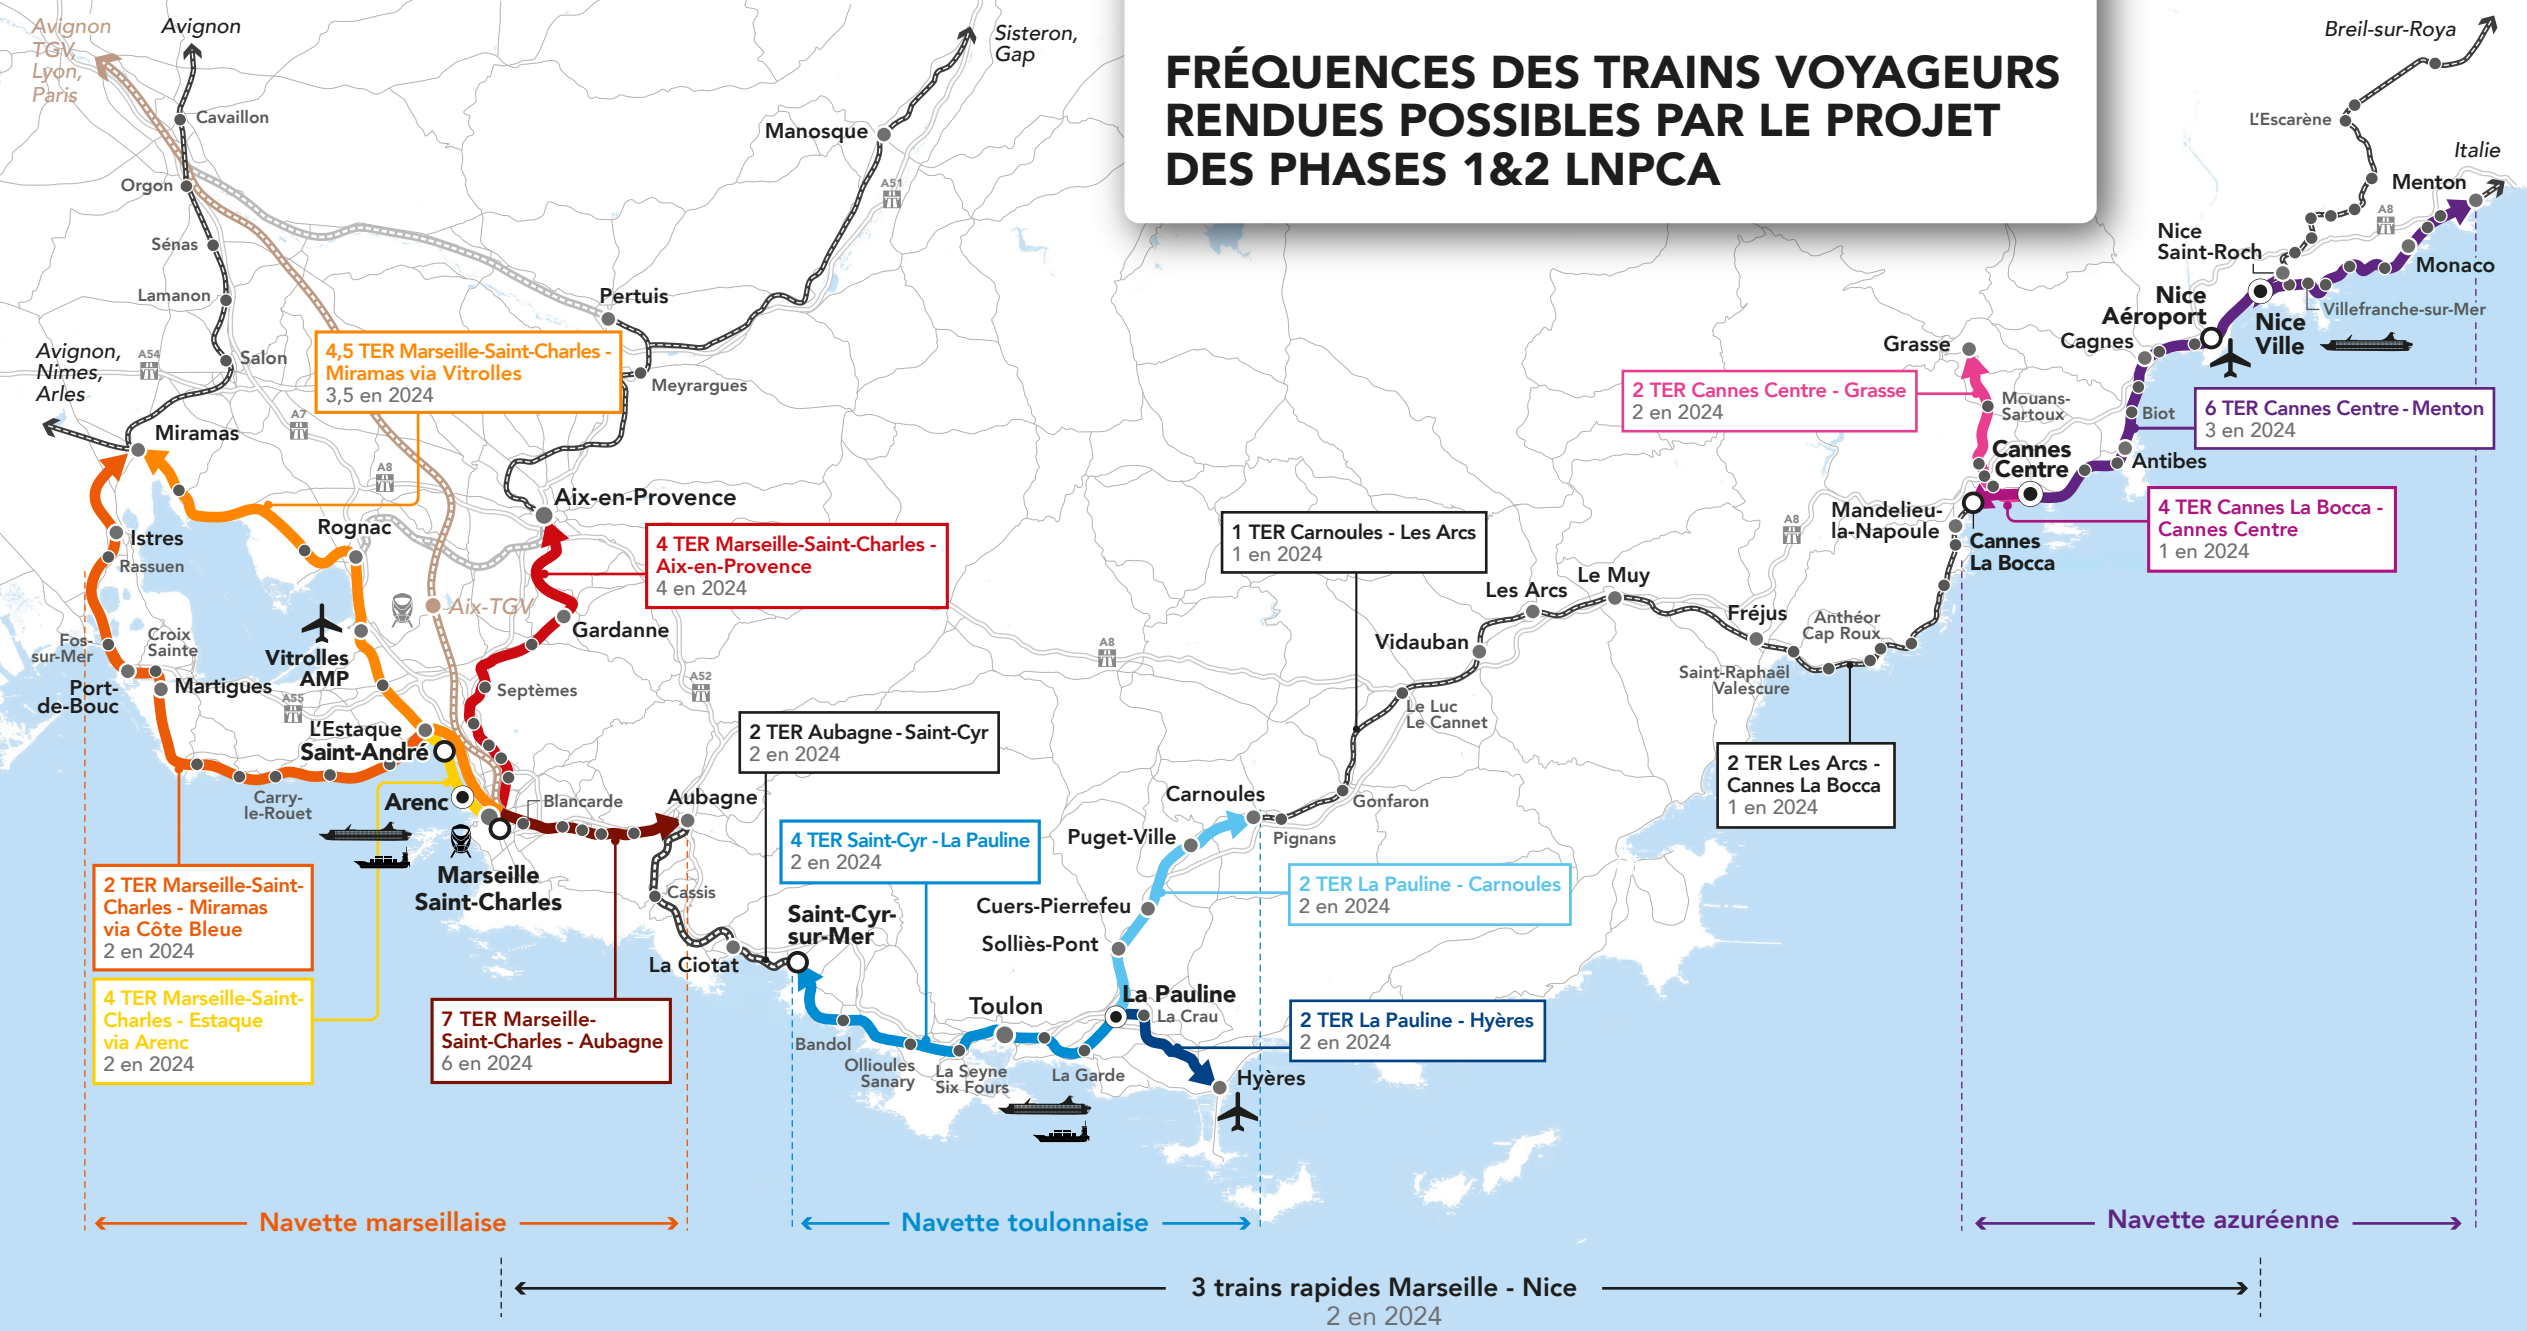 FRÉQUENCES DES TRAINS VOYAGEURS
RENDUES POSSIBLES PAR LE PROJET
DES PHASES 1&2 LNPCA
Avignon
TGV,
Lyon,
Paris
Avignon
Cavaillon
Orgon
Sénas
Lamanon
Salon
Avignon,
Nimes,
Arles
A54
A7
Miramas
Sisteron,
Gap
Manosque
A51
Pertuis
Meyrargues
4,5 TER Marseille-Saint-Charles -
Miramas via Vitrolles
3,5 en 2024
A8
Aix-en-Provence
Rognac
Istres
Rassuen
Fos-
sur-Mer
Croix
Sainte
Port-
de-Bouc
Martigues
A55
Vitrolles
AMP
Aix-TGV
4 TER Marseille-Saint-Charles -
Aix-en-Provence
4 en 2024
Gardanne
Septèmes
A52
L'Estaque
Saint-André
Arenc
Carry-
le-Rouet
Blancarde
Aubagne
Marseille
Saint-Charles
Cassis
La Ciotat
2 TER Marseille-Saint-
Charles - Miramas
via Côte Bleue
2 en 2024
4 TER Marseille-Saint-
Charles - Estaque
via Arenc
2 en 2024
7 TER Marseille-
Saint-Charles - Aubagne
6 en 2024
2 TER Aubagne - Saint-Cyr
2 en 2024
4 TER Saint-Cyr - La Pauline
2 en 2024
Saint-Cyr-
sur-Mer
Bandol
Ollioules
Sanary
La Seyne
Six Fours
Toulon
La Garde
La Pauline
La Crau
Hyères
Solliès-Pont
Cuers-Pierrefeu
Puget-Ville
Carnoules
Pignans
Gonfaron
2 TER La Pauline - Carnoules
2 en 2024
2 TER La Pauline - Hyères
2 en 2024
A8
1 TER Carnoules - Les Arcs
1 en 2024
Le Luc
Le Cannet
Vidauban
Les Arcs
Le Muy
Fréjus
Saint-Raphaël
Valescure
Anthéor
Cap Roux
2 TER Les Arcs -
Cannes La Bocca
1 en 2024
A8
Mandelieu-
la-Napoule
Cannes
La Bocca
Cannes
Centre
Mouans-
Sartoux
Grasse
2 TER Cannes Centre - Grasse
2 en 2024
4 TER Cannes La Bocca -
Cannes Centre
1 en 2024
6 TER Cannes Centre - Menton
3 en 2024
Antibes
Biot
Cagnes
Nice
Aéroport
Nice
Ville
Nice
Saint-Roch
Villefranche-sur-Mer
Monaco
A8
Menton
Italie
L'Escarène
Breil-sur-Roya
Navette marseillaise
Navette toulonnaise
Navette azuréenne
3 trains rapides Marseille - Nice
2 en 2024